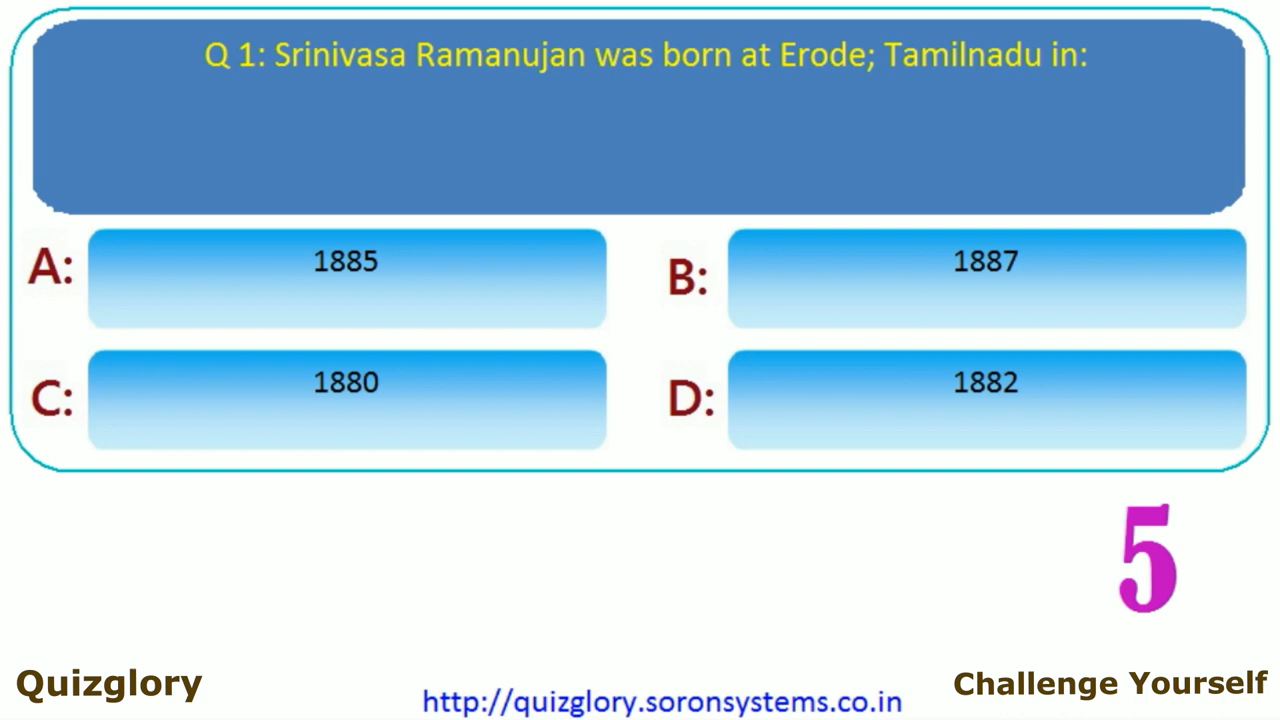 Q 1: Srinivasa Ramanujan was born at Erode; Tamilnadu in:
A: 1885
B: 1887
C: 1880
D: 1882
5
Quizglory
http://quizglory.soronsystems.co.in
Challenge Yourself